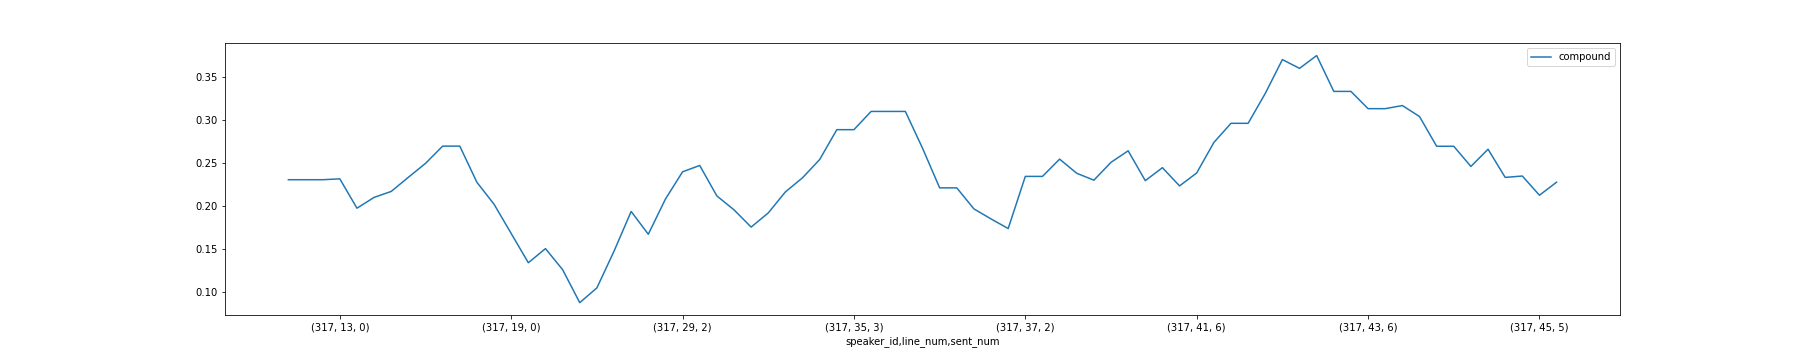 compound
0.35
0.30
0.25
0.20
0.15
0.10
(317, 13, 0) (317, 19, 0) (317, 29, 2) (317, 35, 3) (317, 37, 2) (317, 41, 6) (317, 43, 6) (317, 45, 5)
speaker_id,line_num,sent_num